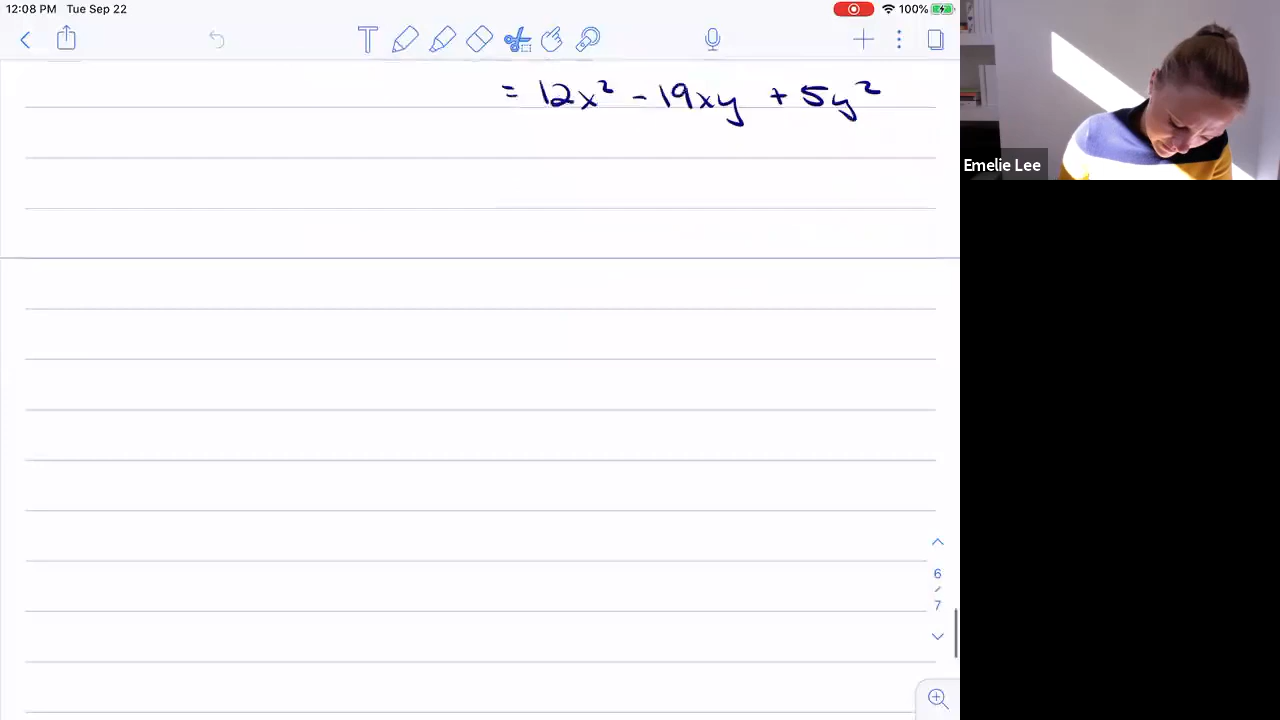 12:08 PM Tue Sep 22
100%
T
= 12x² - 19xy + 5y²
Emelie Lee
6
/
7